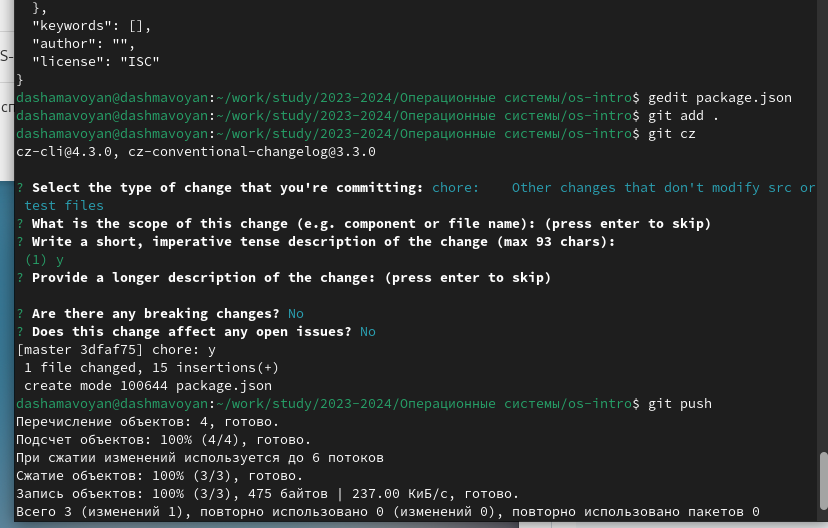 },
"keywords": [],
"author": "",
"license": "ISC"
}
dashamavoyan@dashmavoyan:~/work/study/2023-2024/Операционные системы/os-intro$ gedit package.json
dashamavoyan@dashmavoyan:~/work/study/2023-2024/Операционные системы/os-intro$ git add .
dashamavoyan@dashmavoyan:~/work/study/2023-2024/Операционные системы/os-intro$ git cz
cz-cli@4.3.0, cz-conventional-changelog@3.3.0
? Select the type of change that you're committing: chore:    Other changes that don't modify src or
test files
? What is the scope of this change (e.g. component or file name): (press enter to skip)
? Write a short, imperative tense description of the change (max 93 chars):
(1) y
? Provide a longer description of the change: (press enter to skip)
? Are there any breaking changes? No
? Does this change affect any open issues? No
[master 3dfaf75] chore: y
1 file changed, 15 insertions(+)
create mode 100644 package.json
dashamavoyan@dashmavoyan:~/work/study/2023-2024/Операционные системы/os-intro$ git push
Перечисление объектов: 4, готово.
Подсчет объектов: 100% (4/4), готово.
При сжатии изменений используется до 6 потоков
Сжатие объектов: 100% (3/3), готово.
Запись объектов: 100% (3/3), 475 байтов | 237.00 КиБ/с, готово.
Всего 3 (изменений 1), повторно использовано 0 (изменений 0), повторно использовано пакетов 0